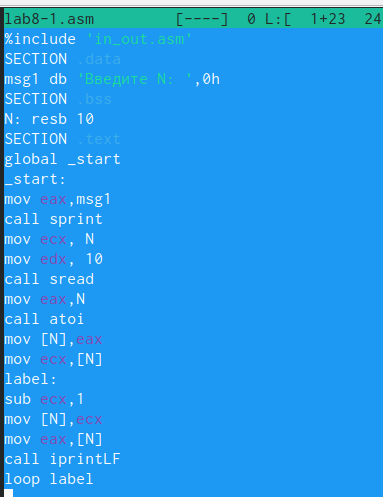 lab8-1.asm [----] 0 L:[ 1+23 24
%include 'in_out.asm'
SECTION .data
msg1 db 'Введите N: ',0h
SECTION .bss
N: resb 10
SECTION .text
global _start
_start:
mov eax,msg1
call sprint
mov ecx, N
mov edx, 10
call sread
mov eax,N
call atoi
mov [N],eax
mov ecx,[N]
label:
sub ecx,1
mov [N],ecx
mov eax,[N]
call iprintLF
loop label